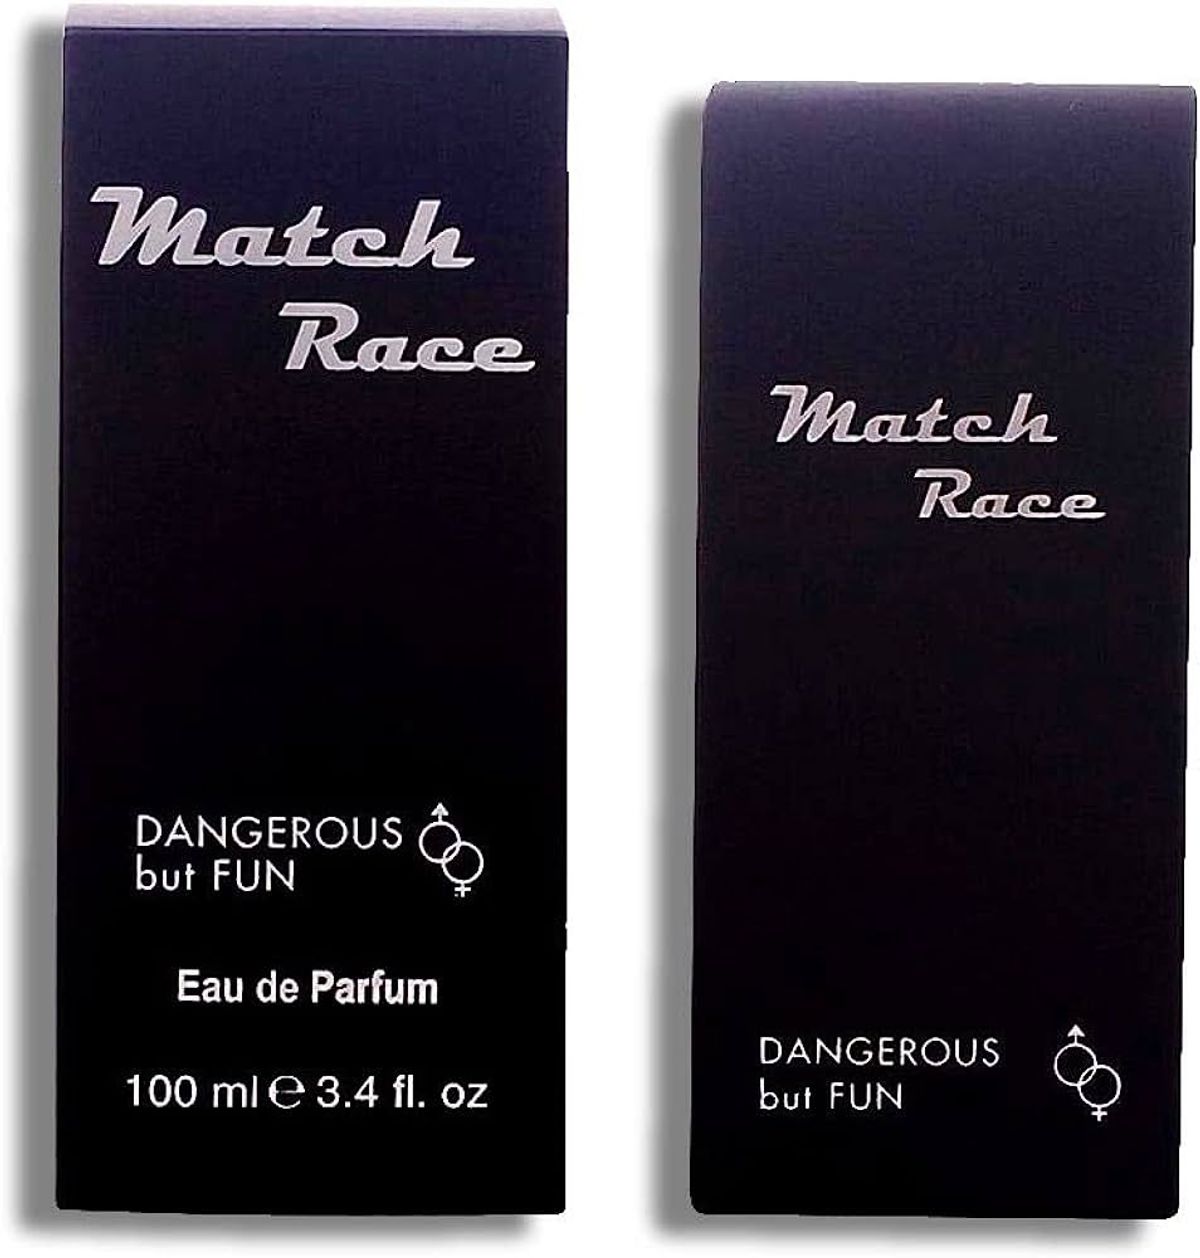 Match
Race
DANGEROUS
but FUN
Eau de Parfum
100 ml ℮ 3.4 fl. oz
Match
Race
DANGEROUS
but FUN